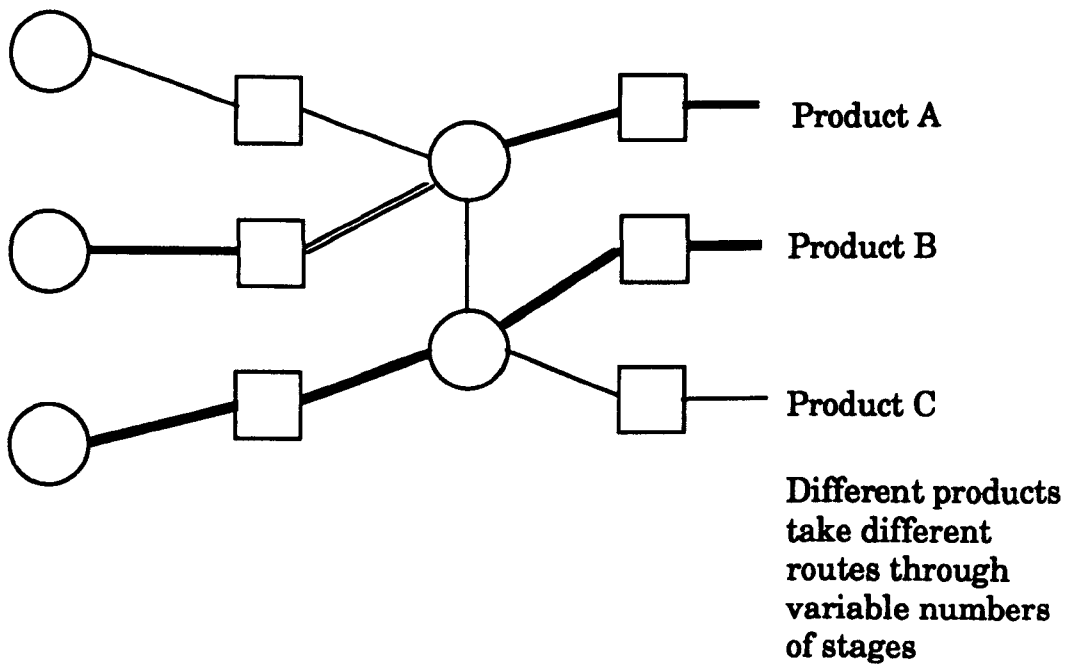 Product A
Product B
Product C
Different products
take different
routes through
variable numbers
of stages